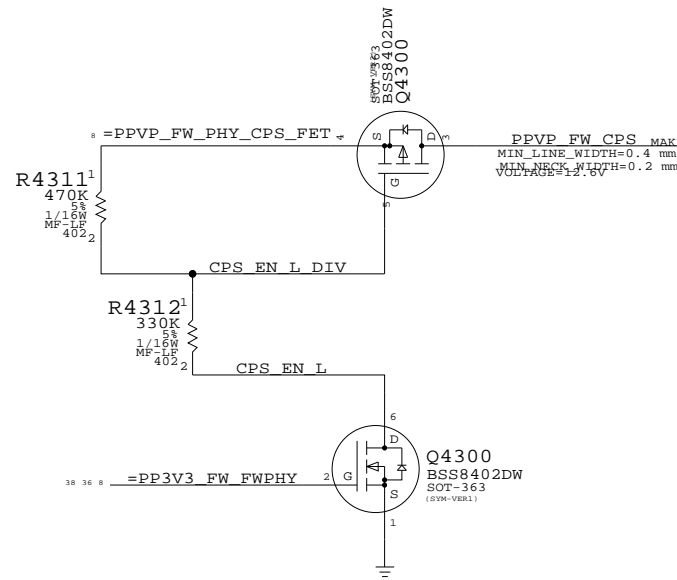 SOT-363
BSS8402DW
Q4300
8 =PPVP_FW_PHY_CPS_FET 4
S
D
3
G
5
PPVP_FW_CPS MAK
MIN_LINE_WIDTH=0.4 mm
MIN_NECK_WIDTH=0.2 mm
VOLTAGE=12.6V
R4311 1
470K
5%
1/16W
MF-LF
402 2
CPS_EN_L_DIV
R4312 1
330K
5%
1/16W
MF-LF
402 2
CPS_EN_L
6
D
Q4300
BSS8402DW
SOT-363
(SYM-VER1)
38 36 8 =PP3V3_FW_FWPHY 2 G
S
1